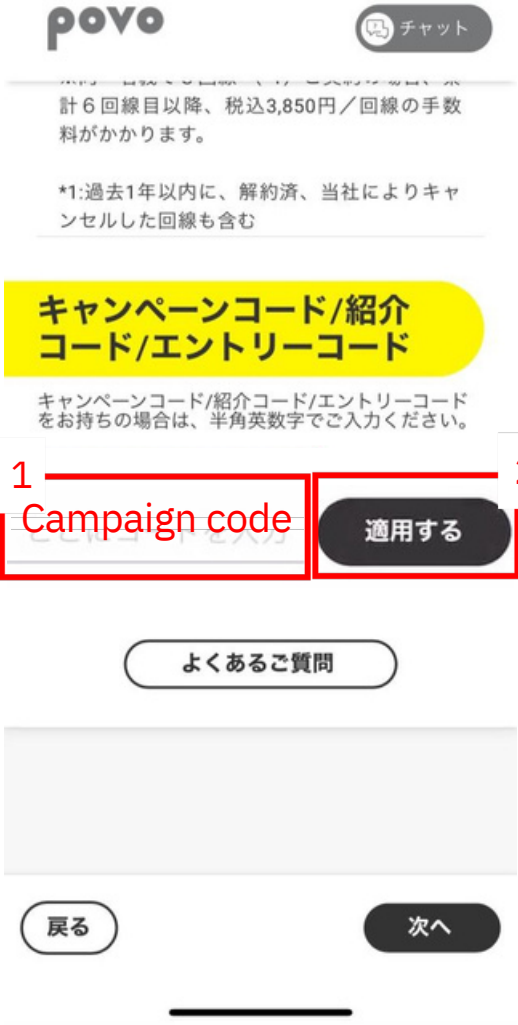 povo
チャット
計６回線目以降、税込3,850円／回線の手数
料がかかります。
*1:過去1年以内に、解約済、当社によりキャ
ンセルした回線も含む
キャンペーンコード/紹介
コード/エントリーコード
キャンペーンコード/紹介コード/エントリーコード
をお持ちの場合は、半角英数字でご入力ください。
1
Campaign code
適用する
よくあるご質問
戻る
次へ